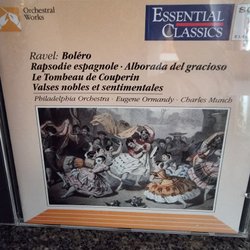 Orchestral
Works
ESSENTIAL
CLASSICS
Ravel: Boléro
Rapsodie espagnole · Alborada del gracioso
Le Tombeau de Couperin
Valses nobles et sentimentales
Philadelphia Orchestra · Eugene Ormandy · Charles Munch